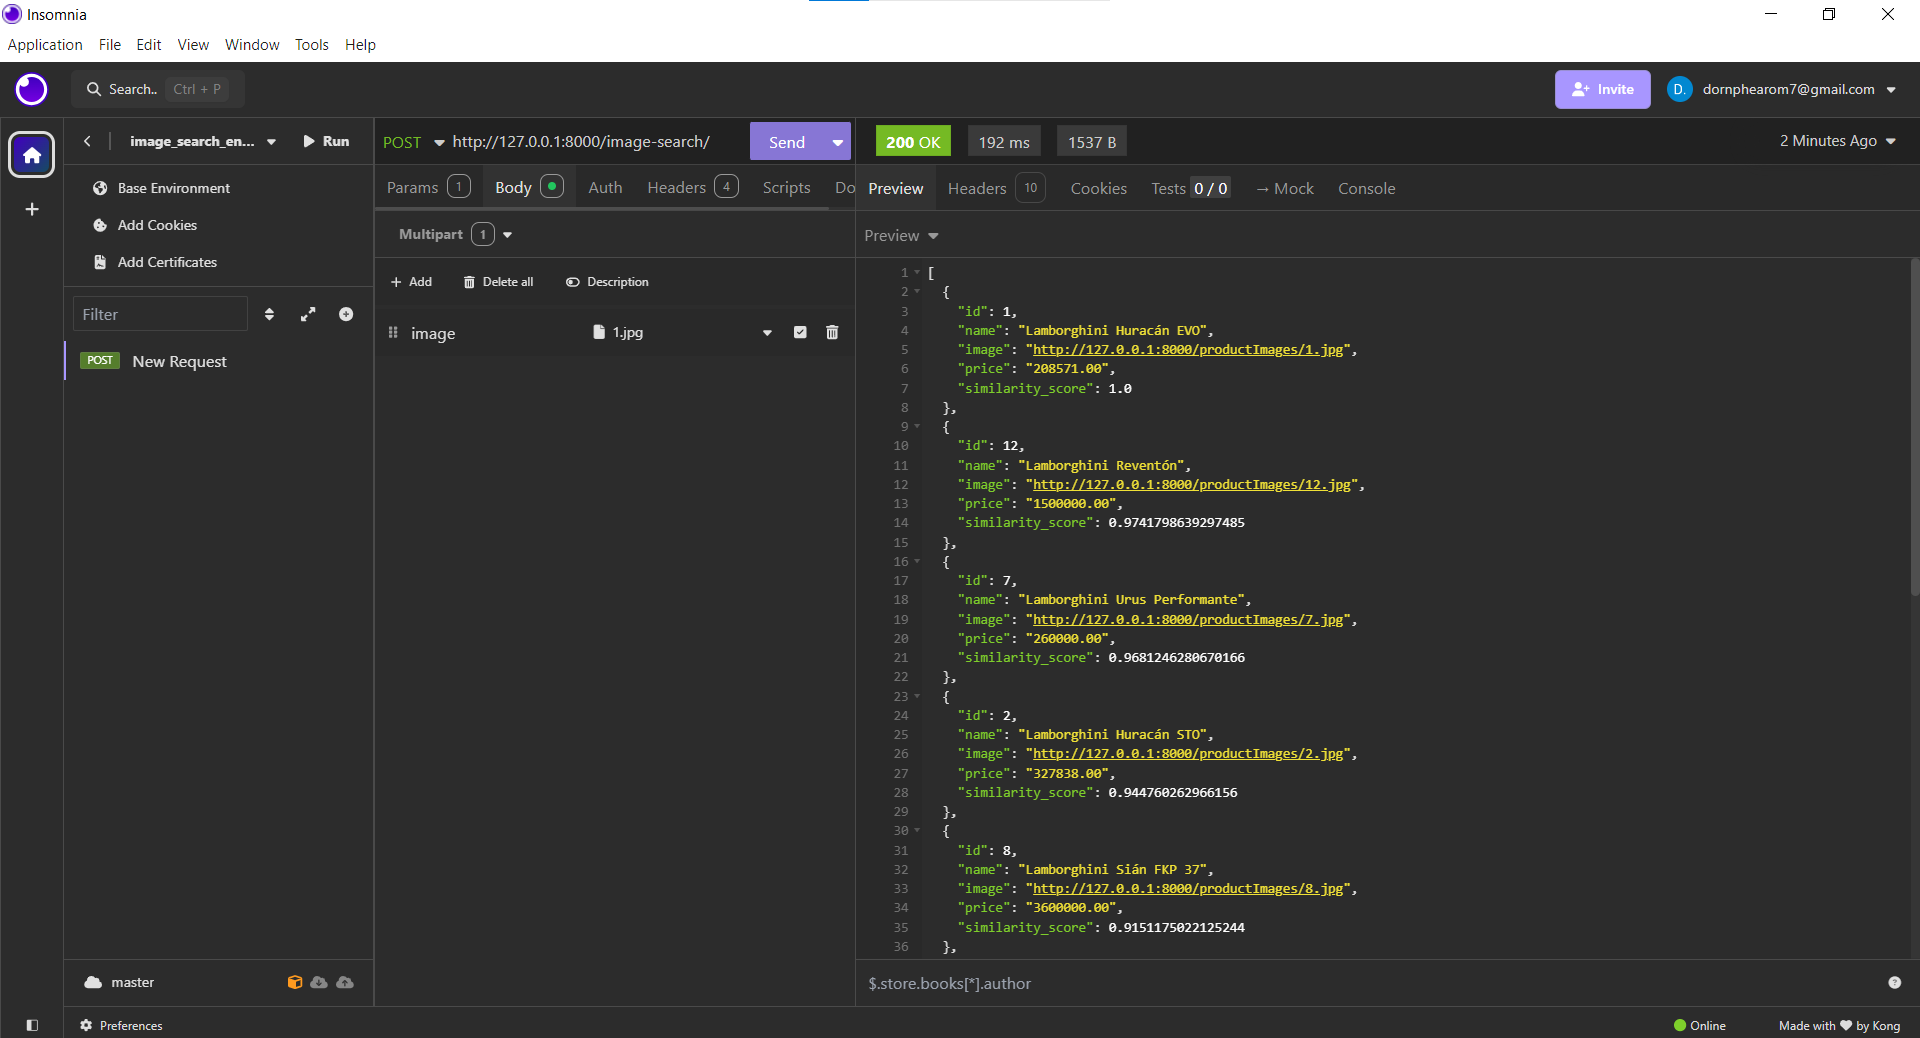 Insomnia
Application File Edit View Window Tools Help
Search.. Ctrl + P
Invite
D. dornphearom7@gmail.com
image_search_en... Run
POST http://127.0.0.1:8000/image-search/ Send
200 OK 192 ms 1537 B 2 Minutes Ago
Base Environment
Add Cookies
Add Certificates
Filter
POST New Request
Params 1 Body Auth Headers 4 Scripts Do
Multipart 1
Add Delete all Description
image 1.jpg
Preview Headers 10 Cookies Tests 0 / 0 → Mock Console
Preview
1 [
2 {
3 "id": 1,
4 "name": "Lamborghini Huracán EVO",
5 "image": "http://127.0.0.1:8000/productImages/1.jpg",
6 "price": "208571.00",
7 "similarity_score": 1.0
8 },
9 {
10 "id": 12,
11 "name": "Lamborghini Reventón",
12 "image": "http://127.0.0.1:8000/productImages/12.jpg",
13 "price": "1500000.00",
14 "similarity_score": 0.9741798639297485
15 },
16 {
17 "id": 7,
18 "name": "Lamborghini Urus Performante",
19 "image": "http://127.0.0.1:8000/productImages/7.jpg",
20 "price": "260000.00",
21 "similarity_score": 0.9681246280670166
22 },
23 {
24 "id": 2,
25 "name": "Lamborghini Huracán STO",
26 "image": "http://127.0.0.1:8000/productImages/2.jpg",
27 "price": "327838.00",
28 "similarity_score": 0.944760262966156
29 },
30 {
31 "id": 8,
32 "name": "Lamborghini Sián FKP 37",
33 "image": "http://127.0.0.1:8000/productImages/8.jpg",
34 "price": "3600000.00",
35 "similarity_score": 0.9151175022125244
36 },
master
$.store.books[*].author
Preferences
Online Made with ♥ by Kong